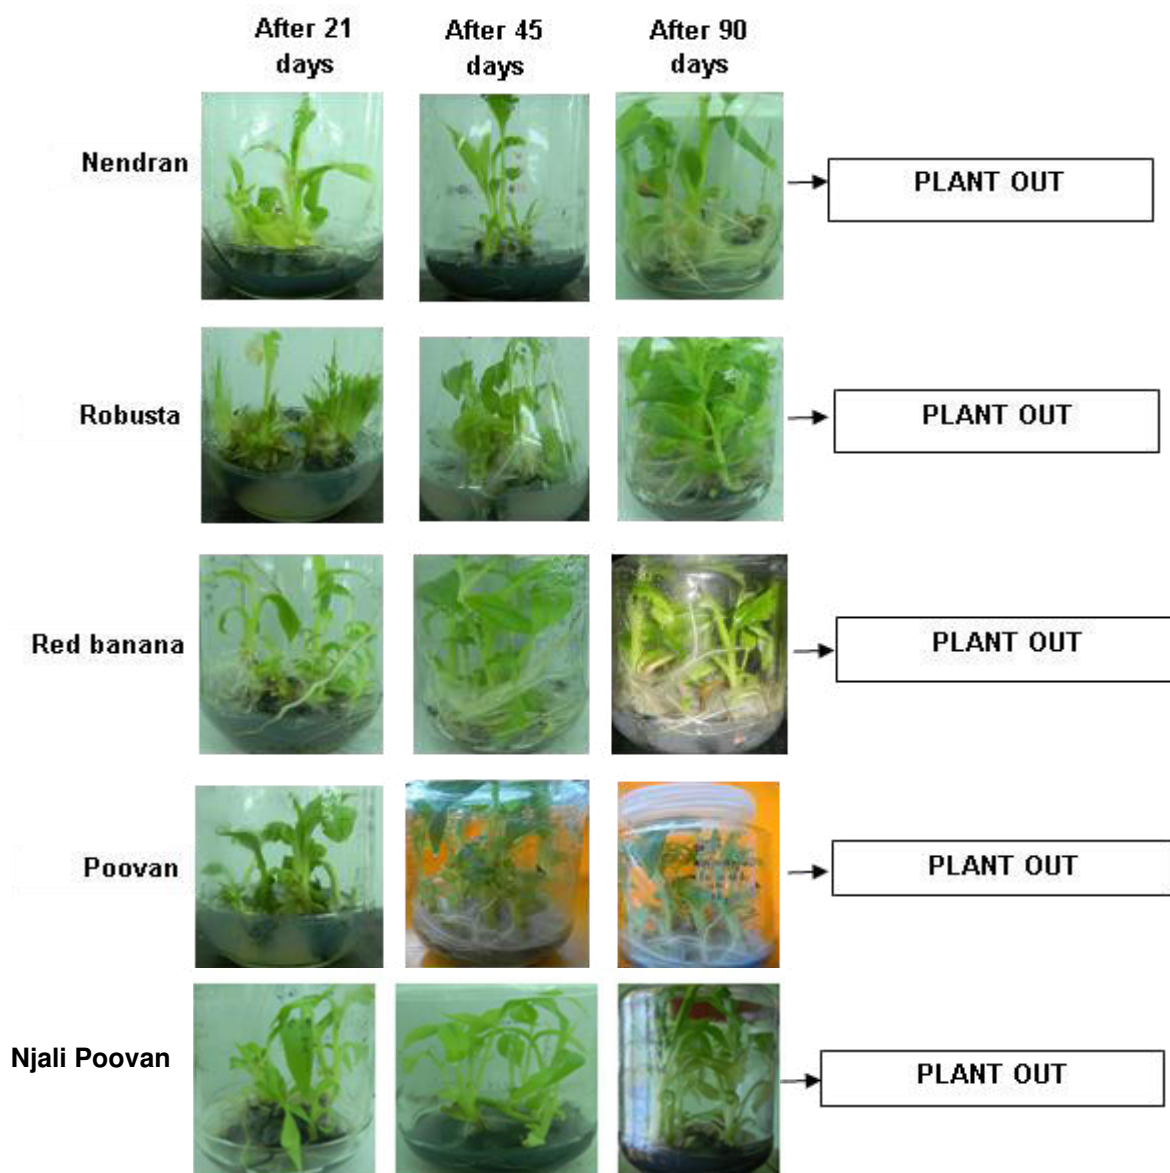 After 21
days
After 45
days
After 90
days
Nendran
PLANT OUT
Robusta
PLANT OUT
Red banana
PLANT OUT
Poovan
PLANT OUT
Njali Poovan
PLANT OUT